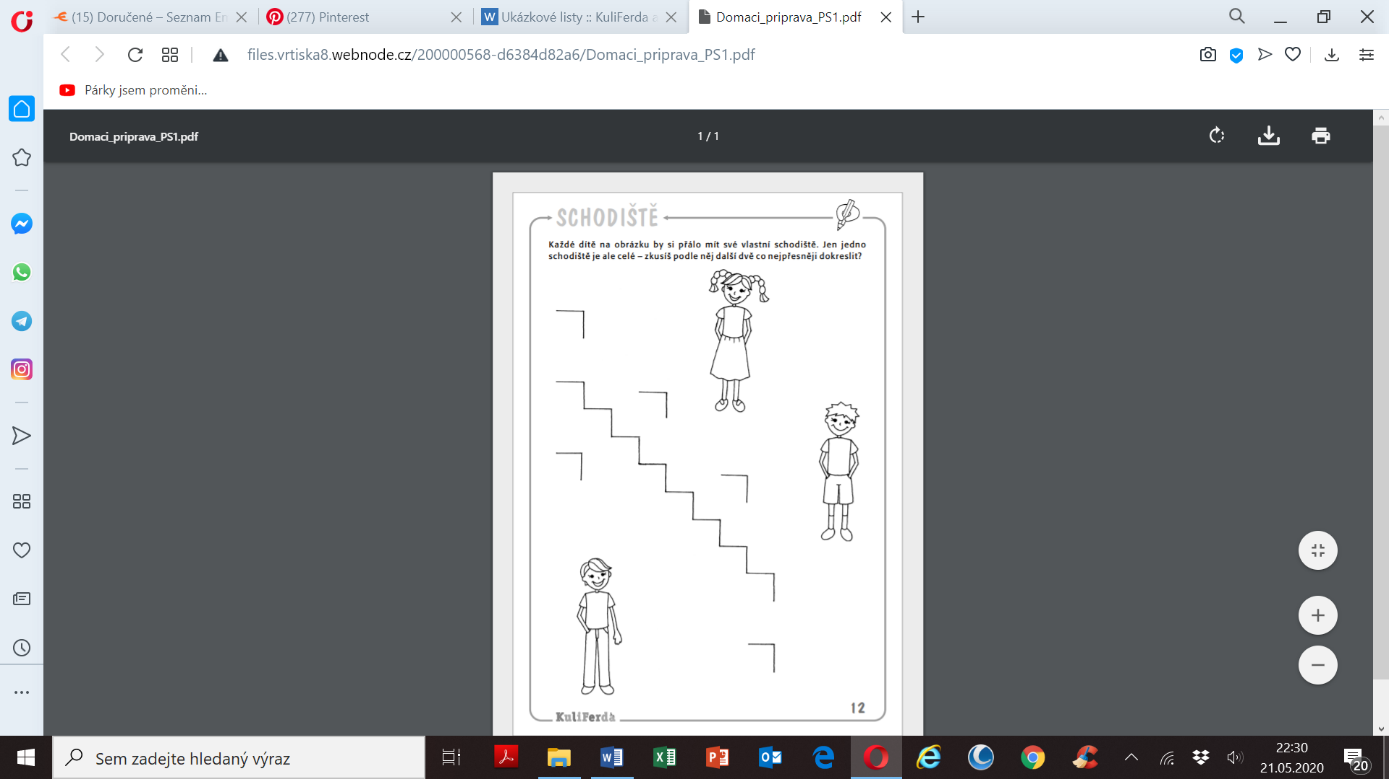 (15) Doručené – Seznam En
(277) Pinterest
Ukázkové listy :: KuliFerda a
Domaci_priprava_PS1.pdf
files.vrtiska8.webnode.cz/200000568-d6384d82a6/Domaci_priprava_PS1.pdf
Párky jsem proměni...
Domaci_priprava_PS1.pdf
1 / 1
SCHODIŠTĚ
Každé dítě na obrázku by si přálo mít své vlastní schodiště. Jen jedno
schodiště je ale celé – zkusíš podle něj další dvě co nejpřesněji dokreslit?
KuliFerda
12
Sem zadejte hledaný výraz
22:30
21.05.2020
20